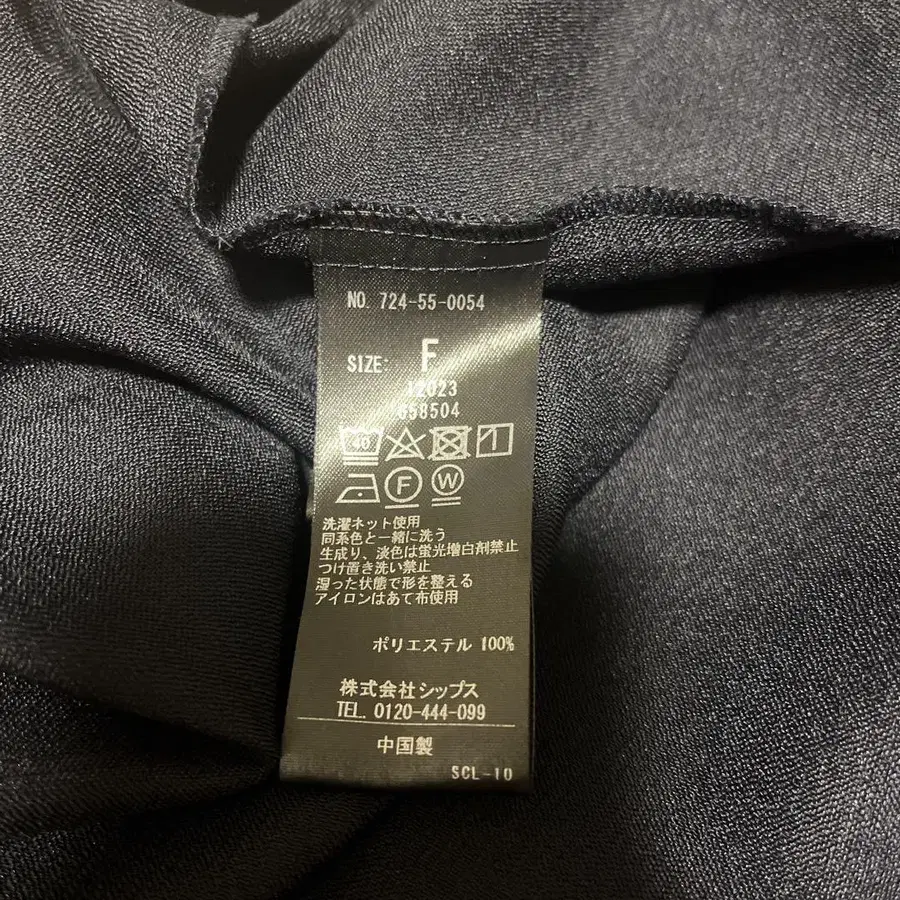 NO. 724-55-0054
SIZE: F
12023
658504
40
F W
洗濯ネット使用
同系色と一緒に洗う
生成り、淡色は蛍光増白剤禁止
つけ置き洗い禁止
湿った状態で形を整える
アイロンはあて布使用
ポリエステル 100%
株式会社シップス
TEL. 0120-444-099
中国製
SCL-10